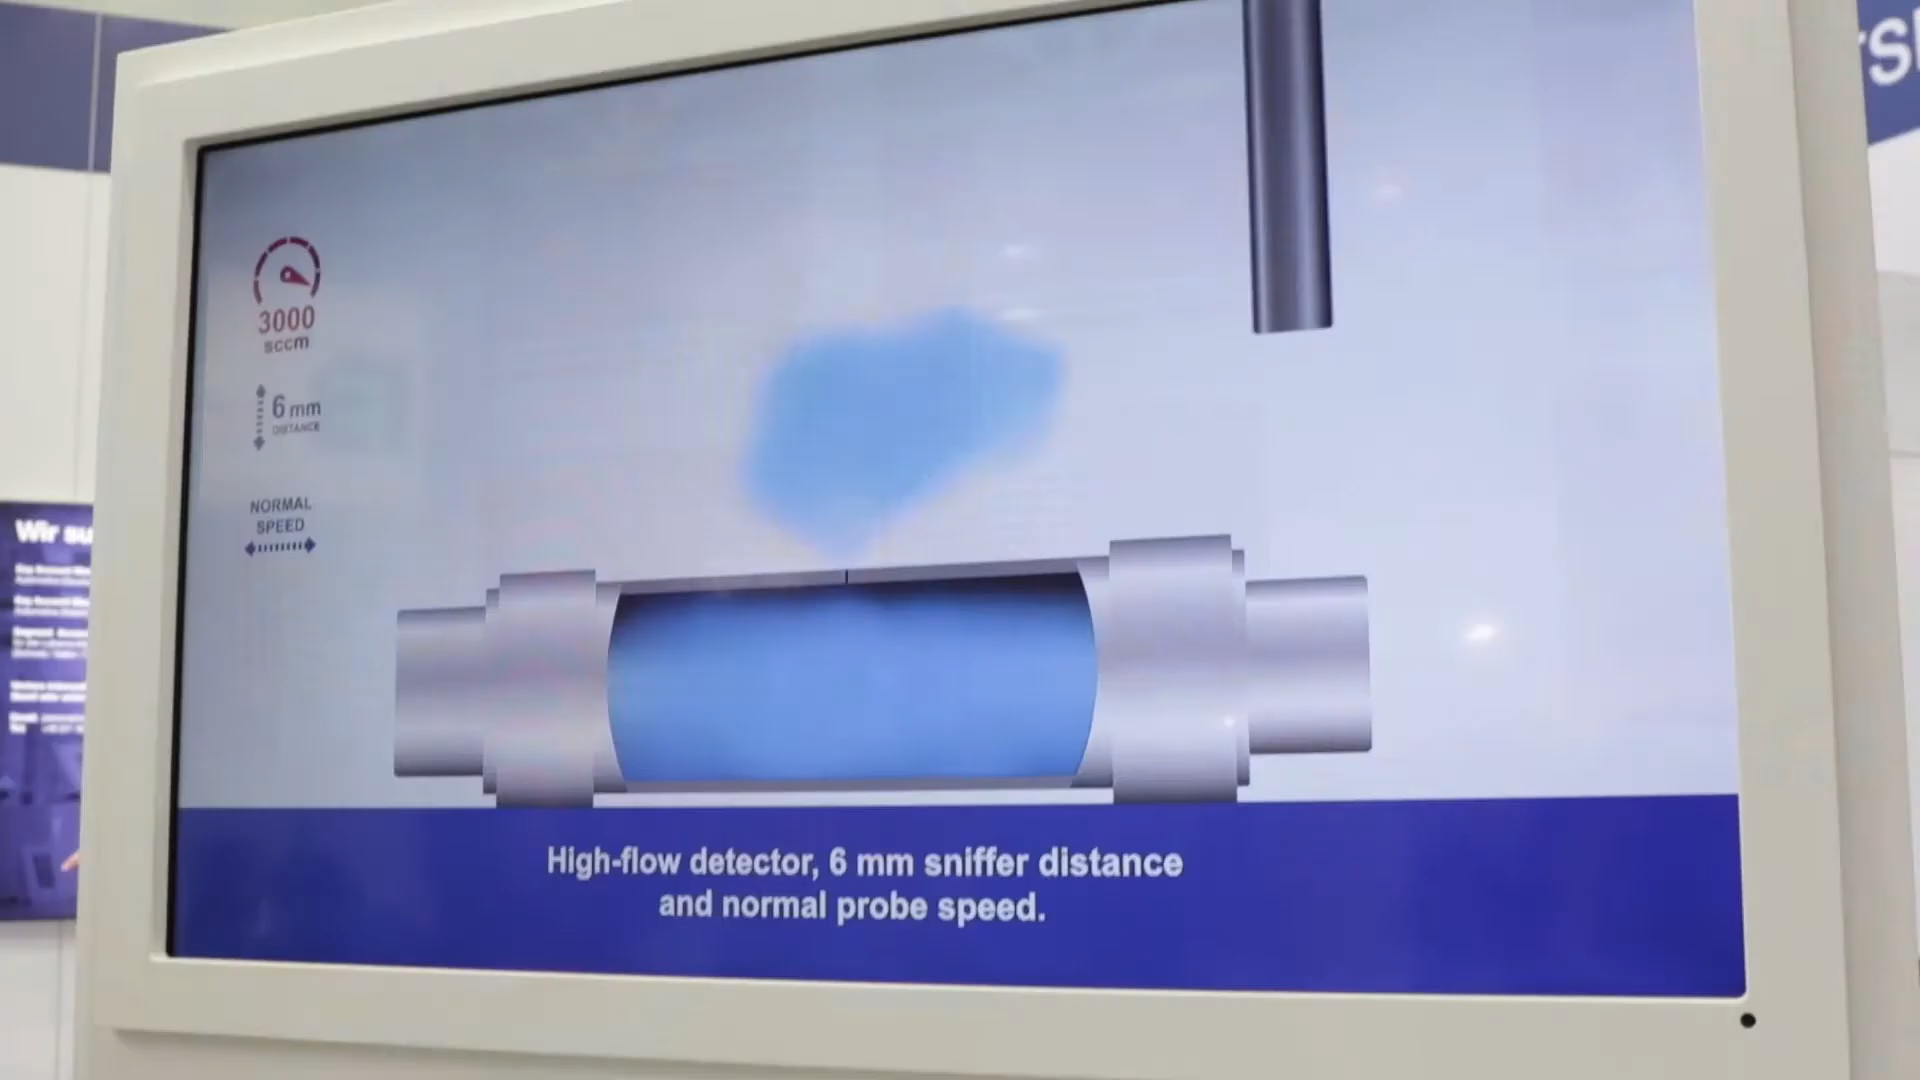 3000
sccm
6 mm
DISTANCE
NORMAL
SPEED
High-flow detector, 6 mm sniffer distance
and normal probe speed.
Wir su